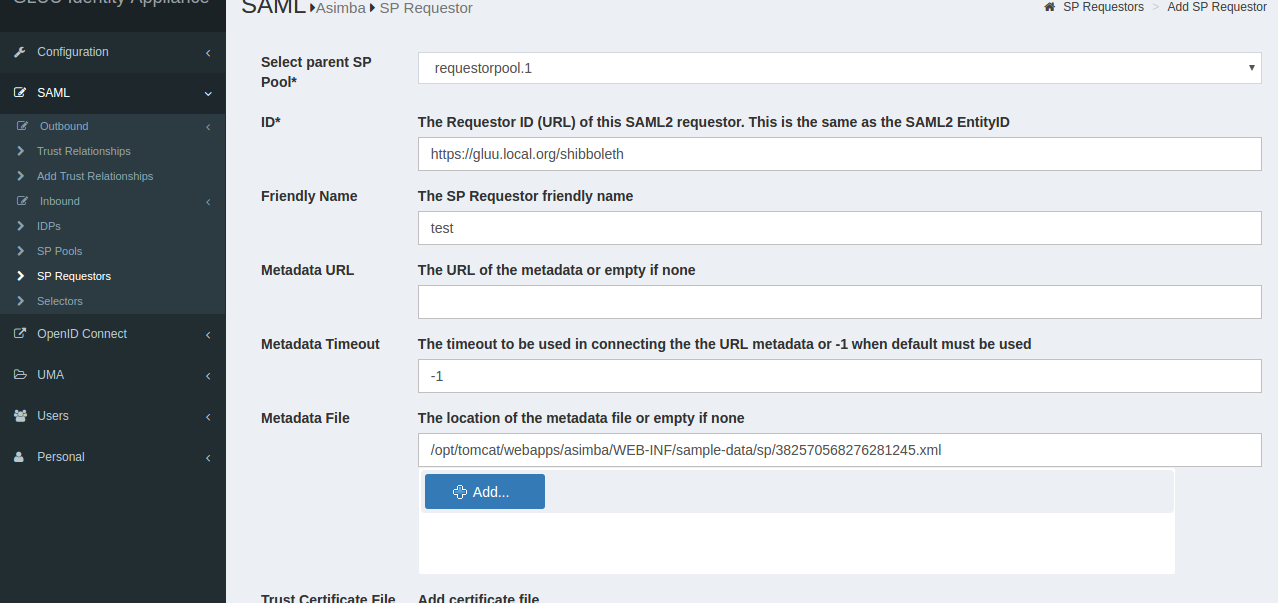 GLUU Identity Appliance
SAML Asimba SP Requestor
SP Requestors > Add SP Requestor
Configuration
SAML
Outbound
Trust Relationships
Add Trust Relationships
Inbound
IDPs
SP Pools
SP Requestors
Selectors
OpenID Connect
UMA
Users
Personal
Select parent SP
Pool*
requestorpool.1
ID*
The Requestor ID (URL) of this SAML2 requestor. This is the same as the SAML2 EntityID
https://gluu.local.org/shibboleth
Friendly Name
The SP Requestor friendly name
test
Metadata URL
The URL of the metadata or empty if none
Metadata Timeout
The timeout to be used in connecting the the URL metadata or -1 when default must be used
-1
Metadata File
The location of the metadata file or empty if none
/opt/tomcat/webapps/asimba/WEB-INF/sample-data/sp/382570568276281245.xml
Add...
Trust Certificate File
Add certificate file